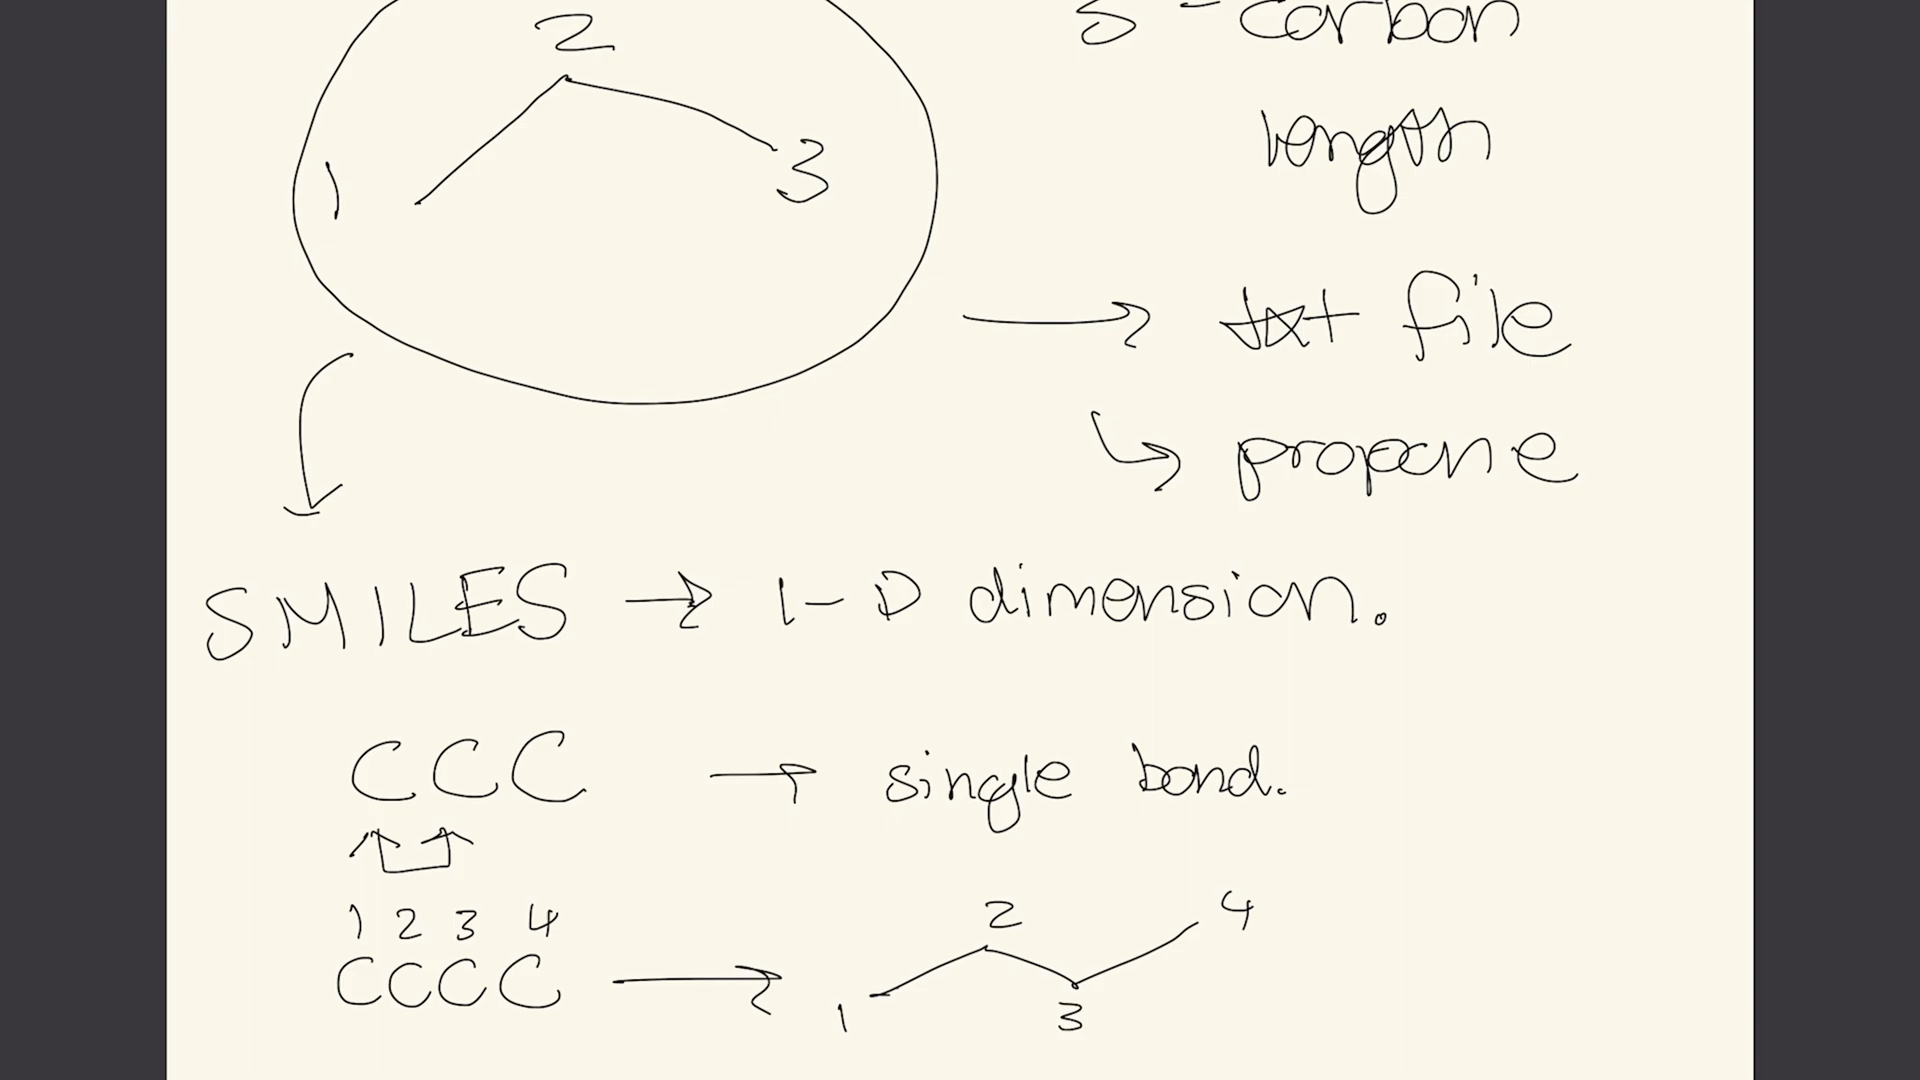 2
- carbon
1
3
length
→ txt file
↳ propane
SMILES → 1-D dimension.
CCC → single bond.
1 2 3 4
CCCC →
1 2 3 4